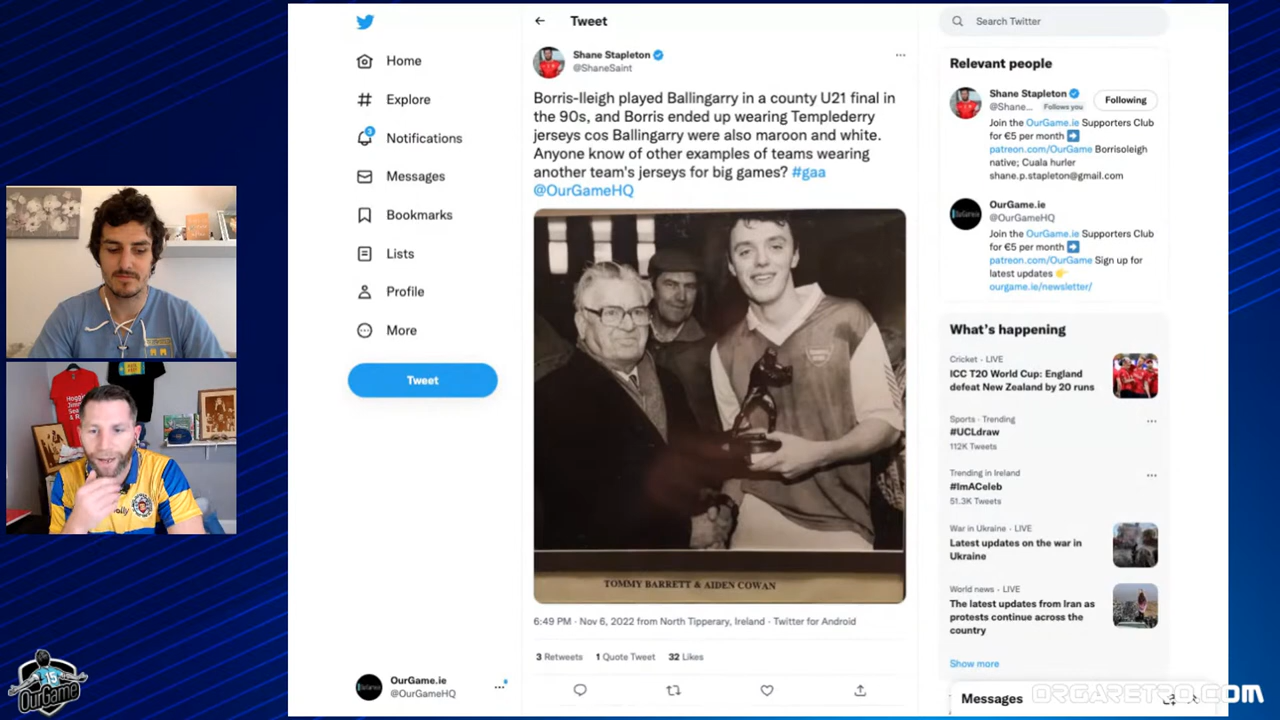 Tweet
Search Twitter
Home
Explore
Notifications
Messages
Bookmarks
Lists
Profile
More
Tweet
OurGame.ie
@OurGameHQ
Shane Stapleton
@ShaneSaint
Borris-Ileigh played Ballingarry in a county U21 final in
the 90s, and Borris ended up wearing Templederry
jerseys cos Ballingarry were also maroon and white.
Anyone know of other examples of teams wearing
another team's jerseys for big games? #gaa
@OurGameHQ
TOMMY BARRETT & AIDEN COWAN
6:49 PM · Nov 6, 2022 from North Tipperary, Ireland · Twitter for Android
3 Retweets 1 Quote Tweet 32 Likes
Relevant people
Shane Stapleton
@Shane... Follows you
Following
Join the OurGame.ie Supporters Club
for €5 per month
patreon.com/OurGame Borrisoleigh
native; Cuala hurler
shane.p.stapleton@gmail.com
OurGame.ie
@OurGameHQ
Join the OurGame.ie Supporters Club
for €5 per month
patreon.com/OurGame Sign up for
latest updates
ourgame.ie/newsletter/
What's happening
Cricket · LIVE
ICC T20 World Cup: England
defeat New Zealand by 20 runs
Sports · Trending
#UCLdraw
112K Tweets
Trending in Ireland
#ImACeleb
51.3K Tweets
War in Ukraine · LIVE
Latest updates on the war in
Ukraine
World news · LIVE
The latest updates from Iran as
protests continue across the
country
Show more
Messages
ORGARETRO.COM
15
OurGame